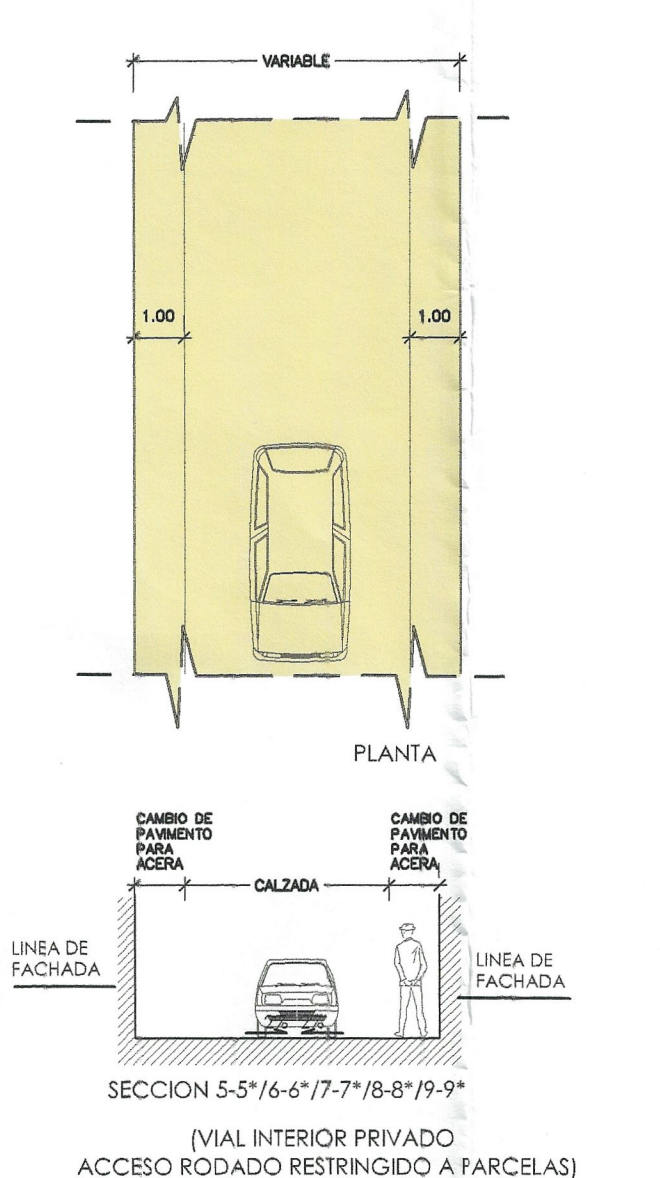 VARIABLE
1.00
1.00
PLANTA
CAMBIO DE
PAVIMENTO
PARA
ACERA
CAMBIO DE
PAVIMENTO
PARA
ACERA
CALZADA
LINEA DE
FACHADA
LINEA DE
FACHADA
SECCION 5-5*/6-6*/7-7*/8-8*/9-9*
(VIAL INTERIOR PRIVADO
ACCESO RODADO RESTRINGIDO A PARCELAS)